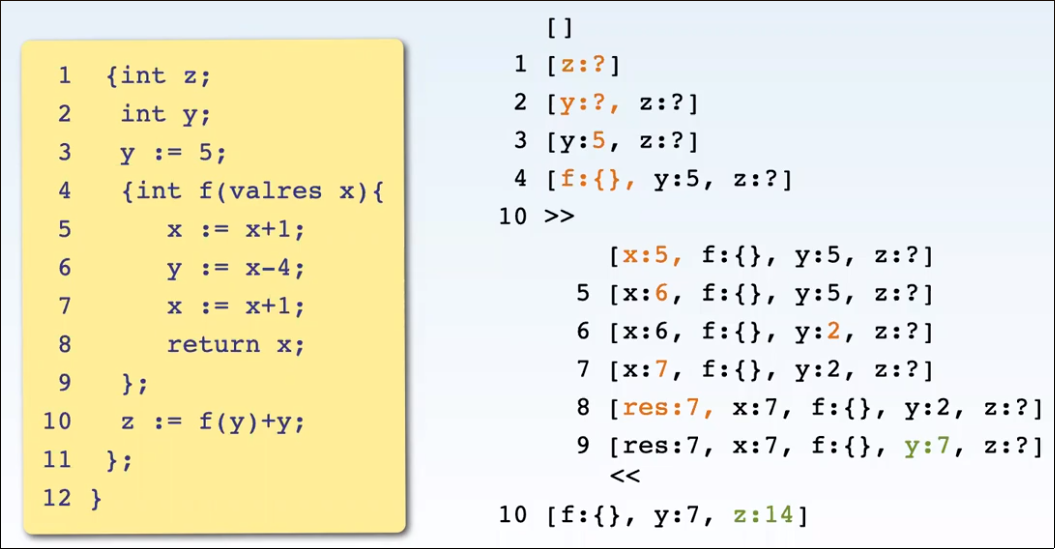 1 {int z;
2 int y;
3 y := 5;
4 {int f(valres x){
5 x := x+1;
6 y := x-4;
7 x := x+1;
8 return x;
9 };
10 z := f(y)+y;
11 };
12 }
[]
1 [z:?]
2 [y:?, z:?]
3 [y:5, z:?]
4 [f:{}, y:5, z:?]
10 >>
[x:5, f:{}, y:5, z:?]
5 [x:6, f:{}, y:5, z:?]
6 [x:6, f:{}, y:2, z:?]
7 [x:7, f:{}, y:2, z:?]
8 [res:7, x:7, f:{}, y:2, z:?]
9 [res:7, x:7, f:{}, y:7, z:?]
<<
10 [f:{}, y:7, z:14]